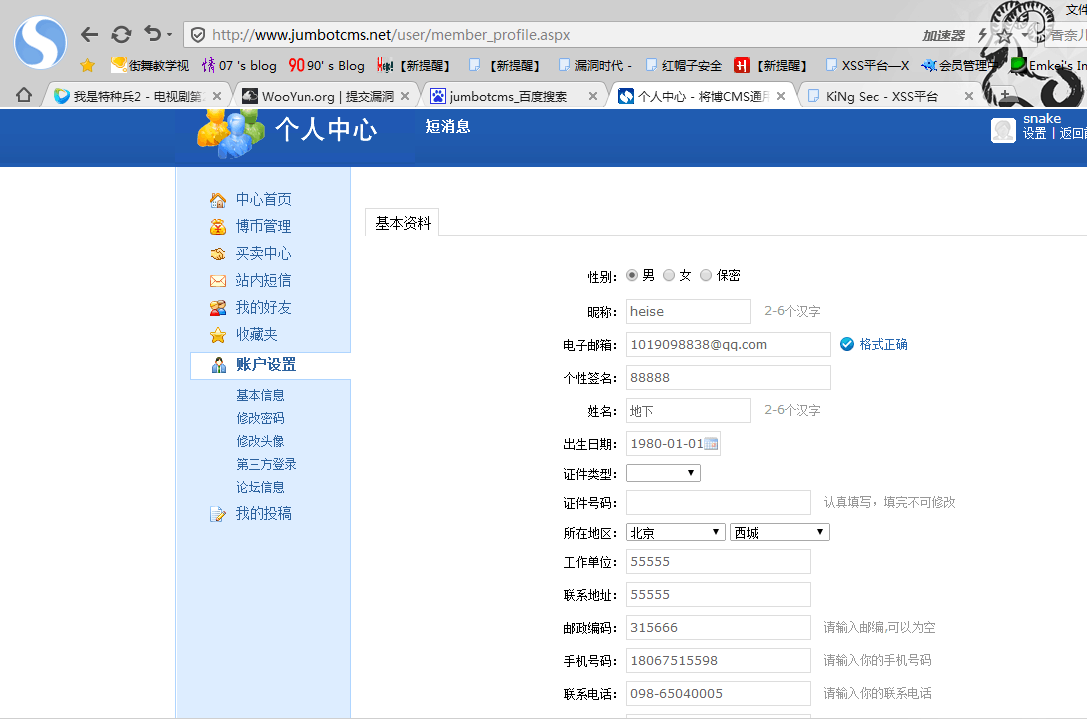 文件
http://www.jumbotcms.net/user/member_profile.aspx
加速器
香奈儿
街舞教学视
07 's blog
90' s Blog
【新提醒】
【新提醒】
漏洞时代 -
红帽子安全
【新提醒】
XSS平台—X
会员管理中
Emkei's In
我是特种兵2 - 电视剧第
WooYun.org | 提交漏洞
jumbotcms_百度搜索
个人中心 - 将博CMS通用
KiNg Sec - XSS平台
个人中心
短消息
snake
设置 | 返回前
中心首页
博币管理
买卖中心
站内短信
我的好友
收藏夹
账户设置
基本信息
修改密码
修改头像
第三方登录
论坛信息
我的投稿
基本资料
性别: 男 女 保密
昵称: heise 2-6个汉字
电子邮箱: 1019098838@qq.com 格式正确
个性签名: 88888
姓名: 地下 2-6个汉字
出生日期: 1980-01-01
证件类型:
证件号码: 认真填写，填完不可修改
所在地区: 北京 西城
工作单位: 55555
联系地址: 55555
邮政编码: 315666 请输入邮编,可以为空
手机号码: 18067515598 请输入你的手机号码
联系电话: 098-65040005 请输入你的联系电话